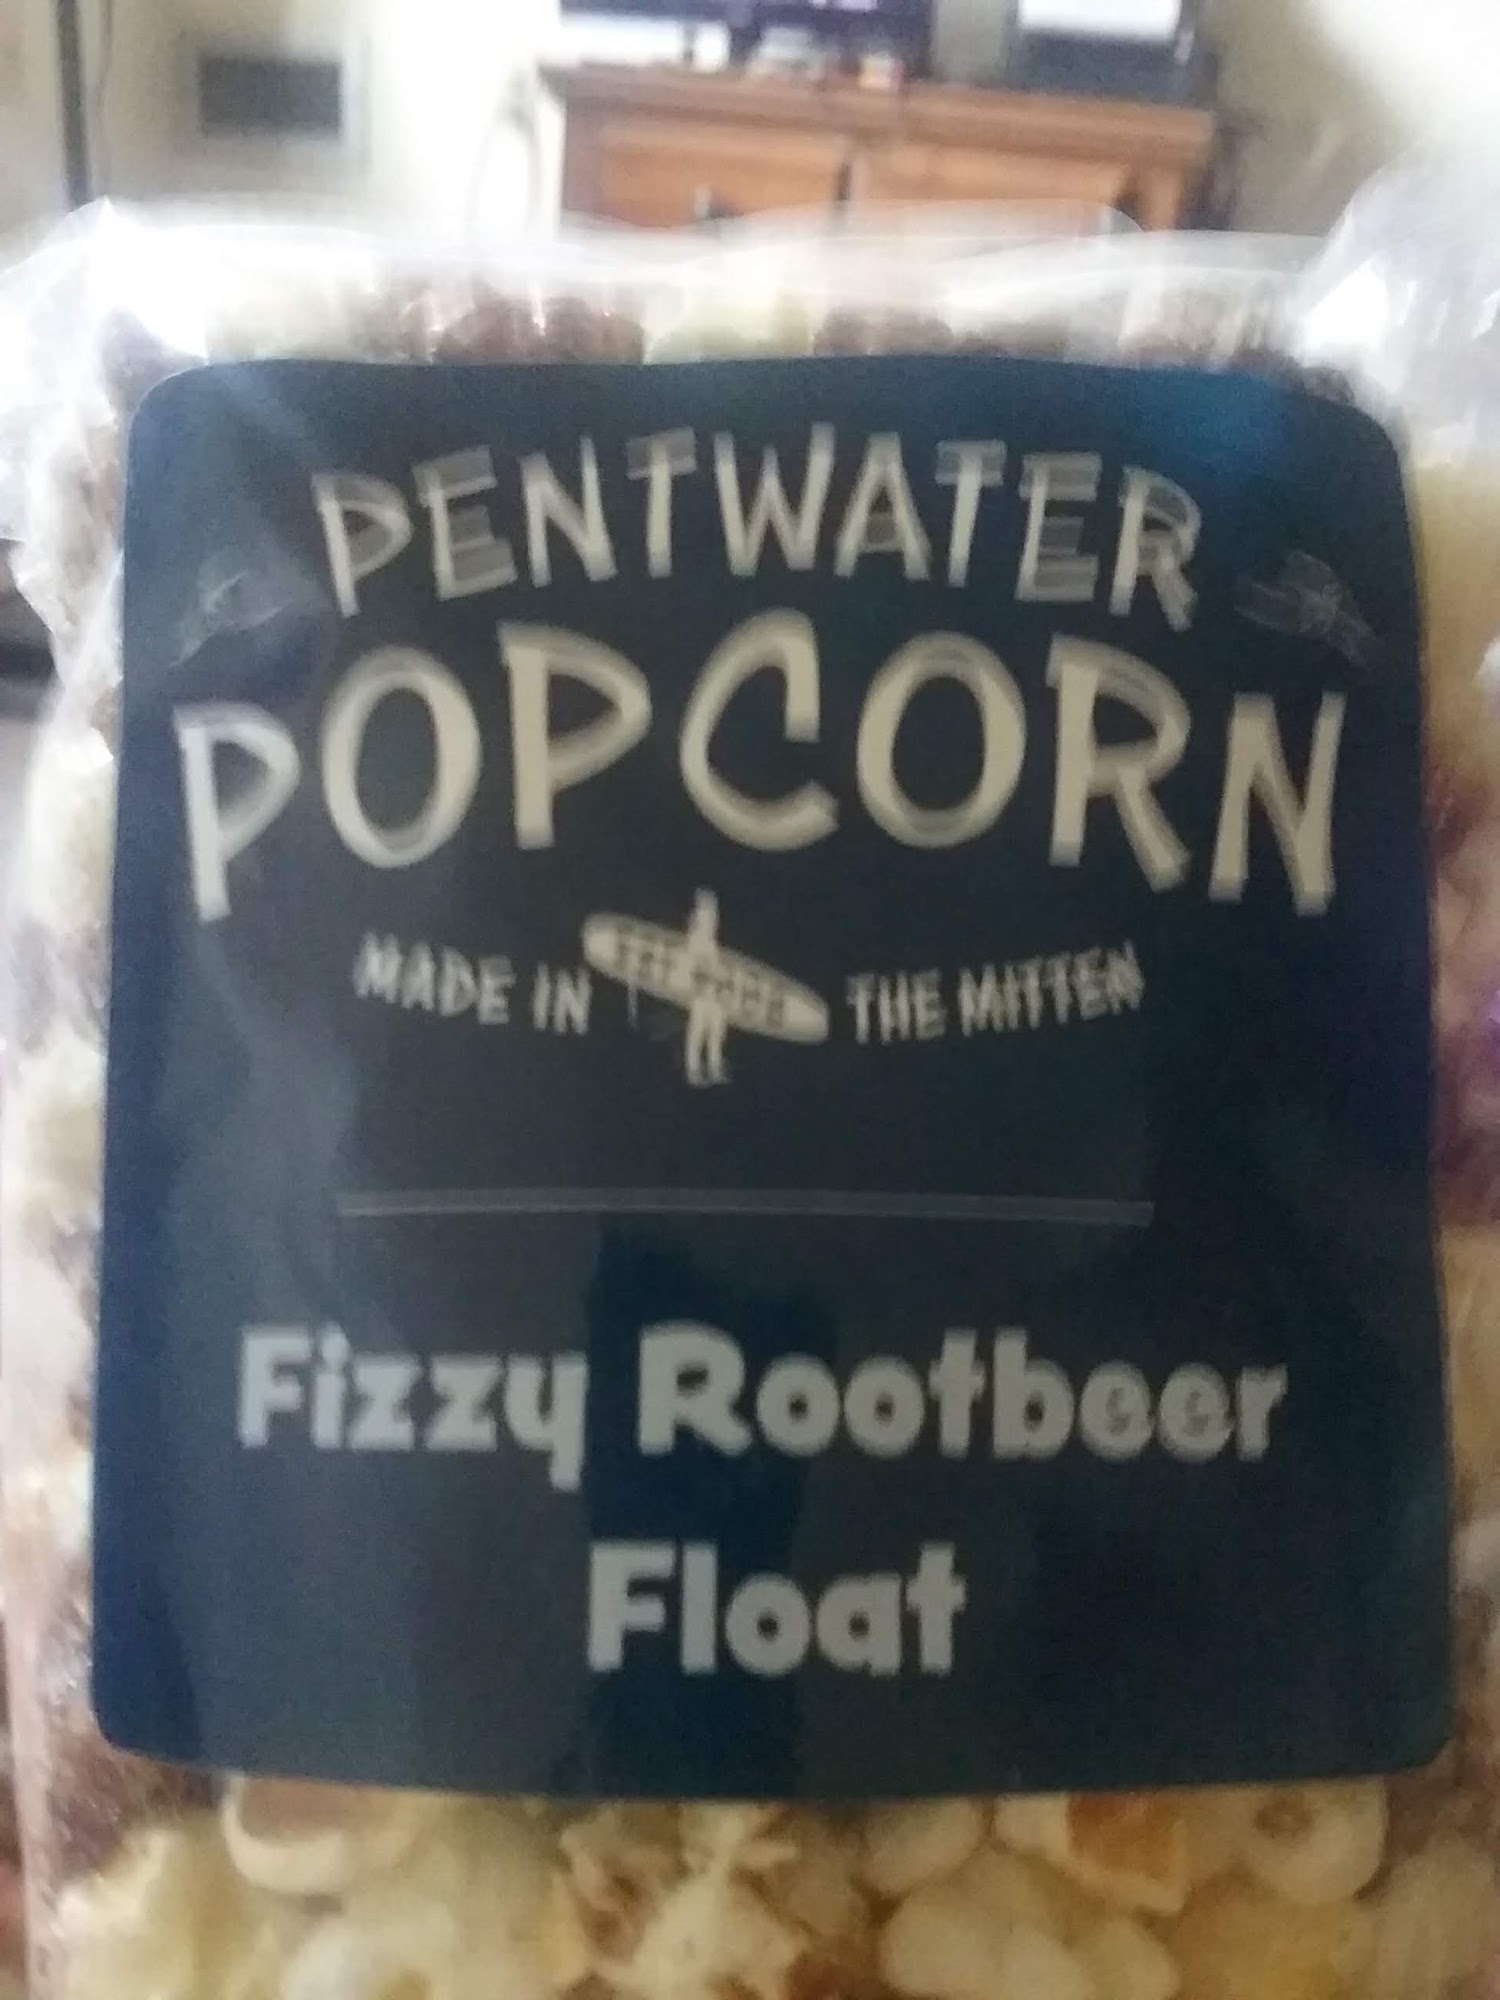 PENTWATER
POPCORN
MADE IN THE MITTEN
Fizzy Rootbeer
Float